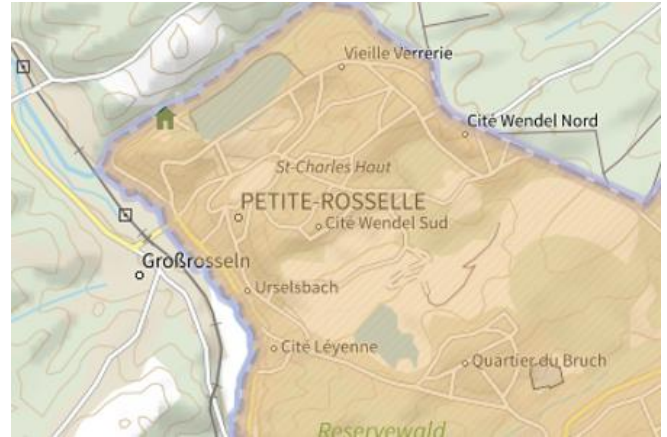 Vieille Verrerie
Cité Wendel Nord
St-Charles Haut
PETITE-ROSSELLE
Cité Wendel Sud
Großrosseln
Urselsbach
Cité Léyenne
Quartier du Bruch
Reservewald